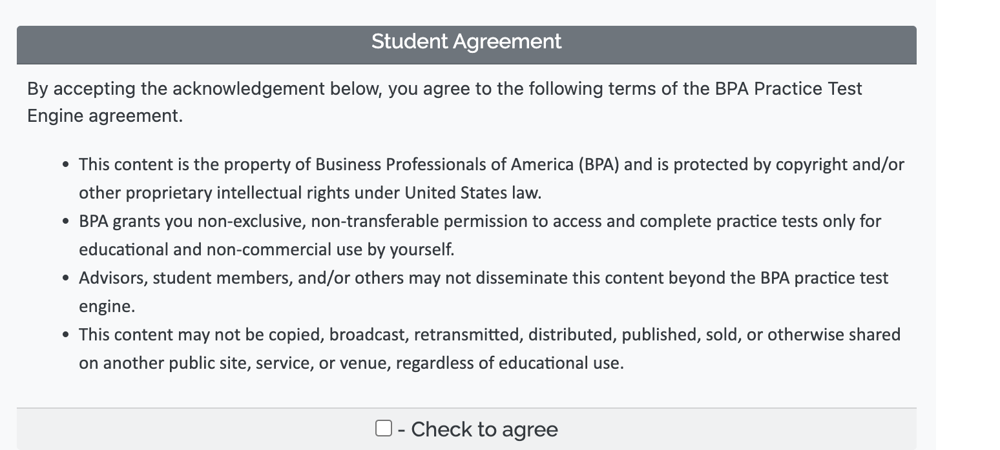 Student Agreement
By accepting the acknowledgement below, you agree to the following terms of the BPA Practice Test
Engine agreement.
• This content is the property of Business Professionals of America (BPA) and is protected by copyright and/or
other proprietary intellectual rights under United States law.
• BPA grants you non-exclusive, non-transferable permission to access and complete practice tests only for
educational and non-commercial use by yourself.
• Advisors, student members, and/or others may not disseminate this content beyond the BPA practice test
engine.
• This content may not be copied, broadcast, retransmitted, distributed, published, sold, or otherwise shared
on another public site, service, or venue, regardless of educational use.
- Check to agree